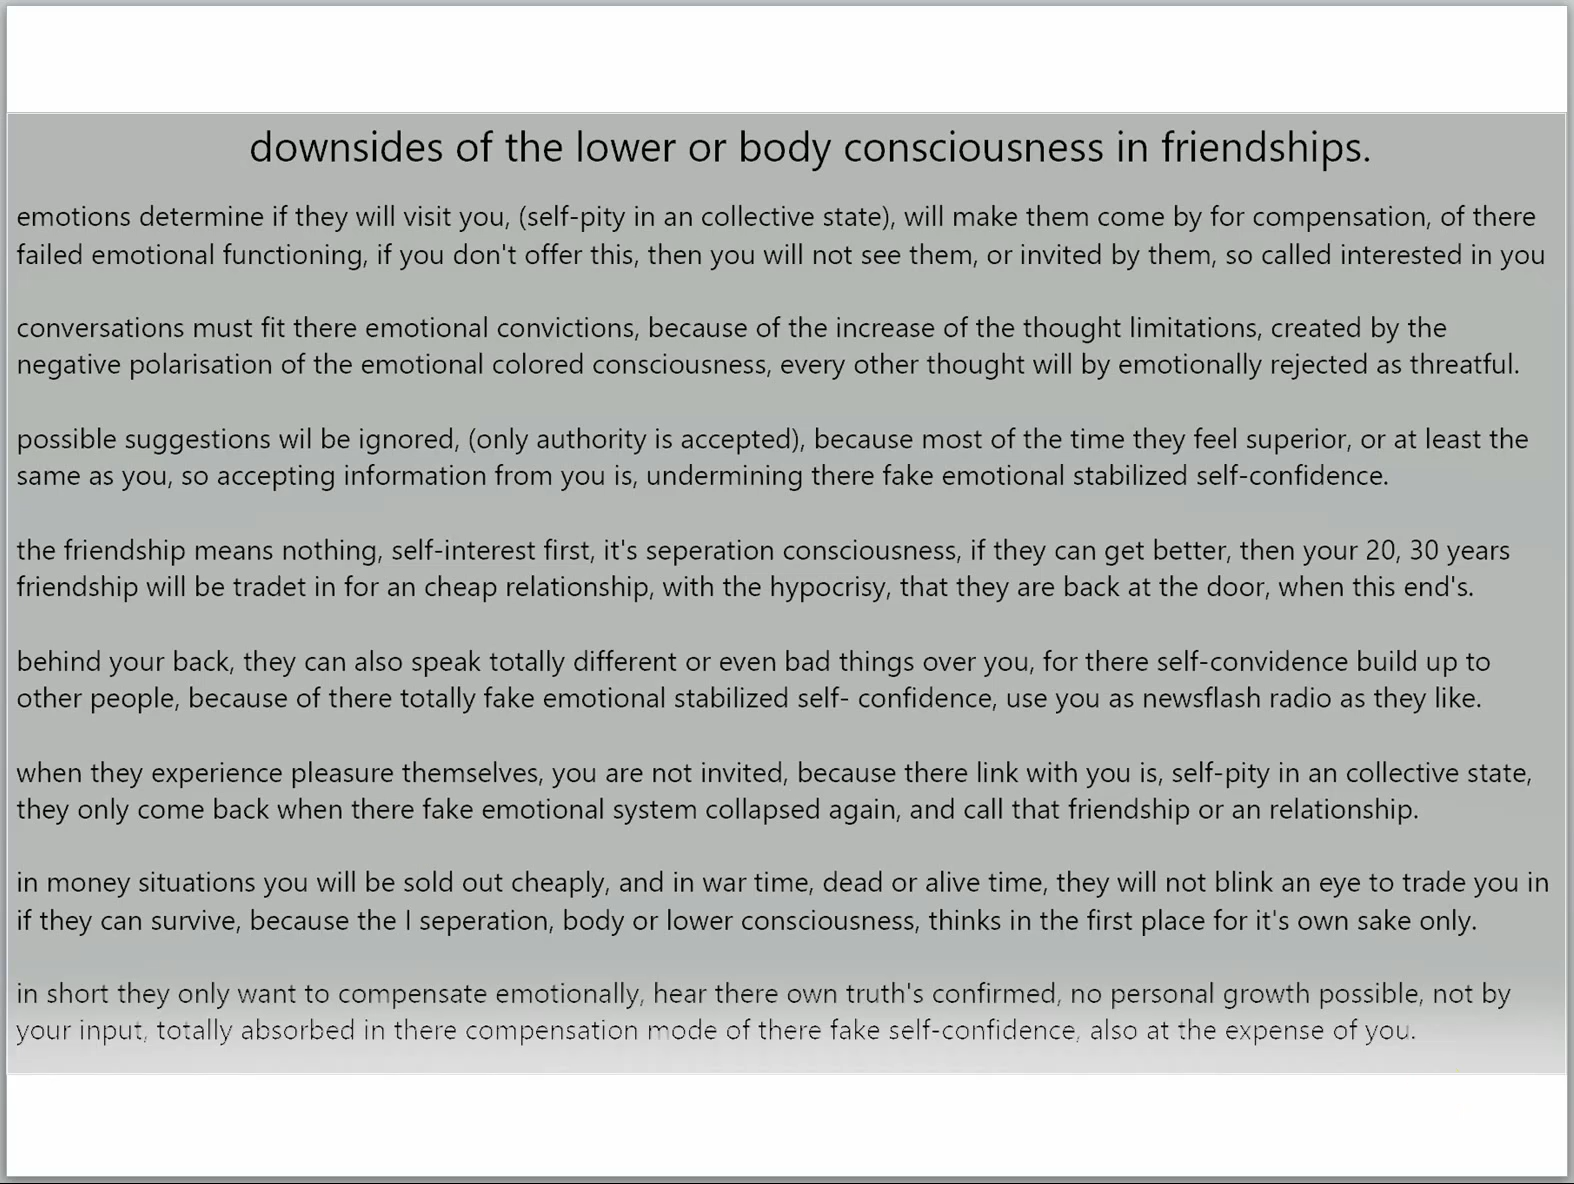 downsides of the lower or body consciousness in friendships.
emotions determine if they will visit you, (self-pity in an collective state), will make them come by for compensation, of there
failed emotional functioning, if you don't offer this, then you will not see them, or invited by them, so called interested in you
conversations must fit there emotional convictions, because of the increase of the thought limitations, created by the
negative polarisation of the emotional colored consciousness, every other thought will by emotionally rejected as threatful.
possible suggestions wil be ignored, (only authority is accepted), because most of the time they feel superior, or at least the
same as you, so accepting information from you is, undermining there fake emotional stabilized self-confidence.
the friendship means nothing, self-interest first, it's seperation consciousness, if they can get better, then your 20, 30 years
friendship will be tradet in for an cheap relationship, with the hypocrisy, that they are back at the door, when this end's.
behind your back, they can also speak totally different or even bad things over you, for there self-convidence build up to
other people, because of there totally fake emotional stabilized self- confidence, use you as newsflash radio as they like.
when they experience pleasure themselves, you are not invited, because there link with you is, self-pity in an collective state,
they only come back when there fake emotional system collapsed again, and call that friendship or an relationship.
in money situations you will be sold out cheaply, and in war time, dead or alive time, they will not blink an eye to trade you in
if they can survive, because the I seperation, body or lower consciousness, thinks in the first place for it's own sake only.
in short they only want to compensate emotionally, hear there own truth's confirmed, no personal growth possible, not by
your input, totally absorbed in there compensation mode of there fake self-confidence, also at the expense of you.